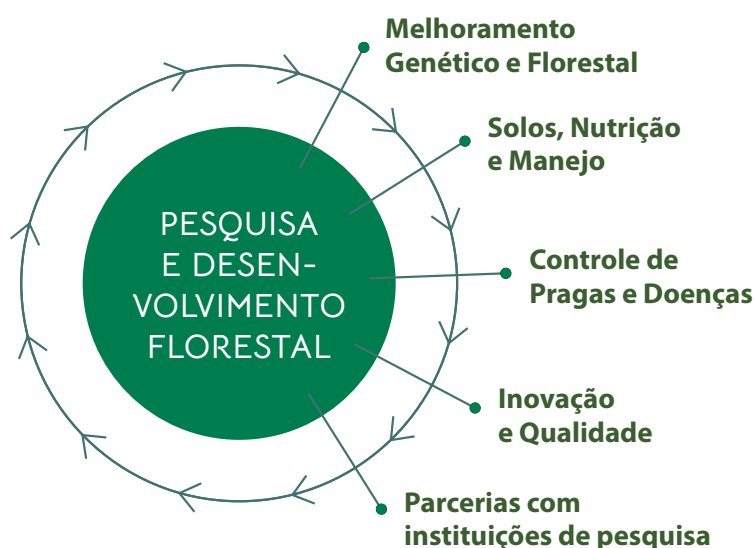 Melhoramento
Genético e Florestal
Solos, Nutrição
e Manejo
PESQUISA
E DESEN-
VOLVIMENTO
FLORESTAL
Controle de
Pragas e Doenças
Inovação
e Qualidade
Parcerias com
instituições de pesquisa